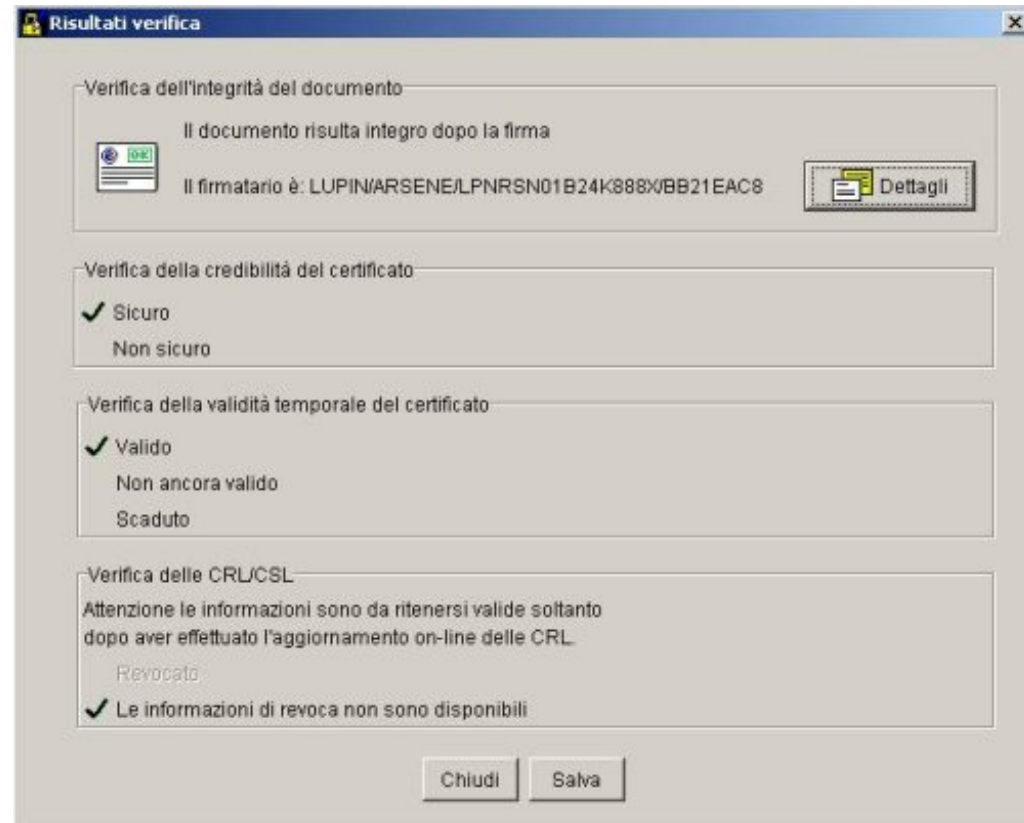 Risultati verifica
Verifica dell'integrità del documento
Il documento risulta integro dopo la firma
OK
Il firmatario è: LUPIN/ARSENE/LPNRSN01B24K888X/BB21EAC8
Dettagli
Verifica della credibilità del certificato
Sicuro
Non sicuro
Verifica della validità temporale del certificato
Valido
Non ancora valido
Scaduto
Verifica delle CRL/CSL
Attenzione le informazioni sono da ritenersi valide soltanto
dopo aver effettuato l'aggiornamento on-line delle CRL.
Revocato
Le informazioni di revoca non sono disponibili
Chiudi
Salva